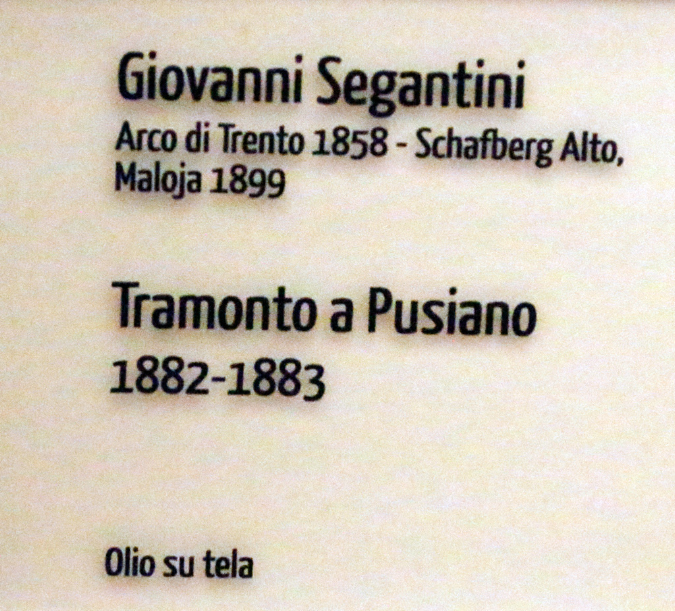 Giovanni Segantini
Arco di Trento 1858 - Schafberg Alto,
Maloja 1899
Tramonto a Pusiano
1882-1883
Olio su tela